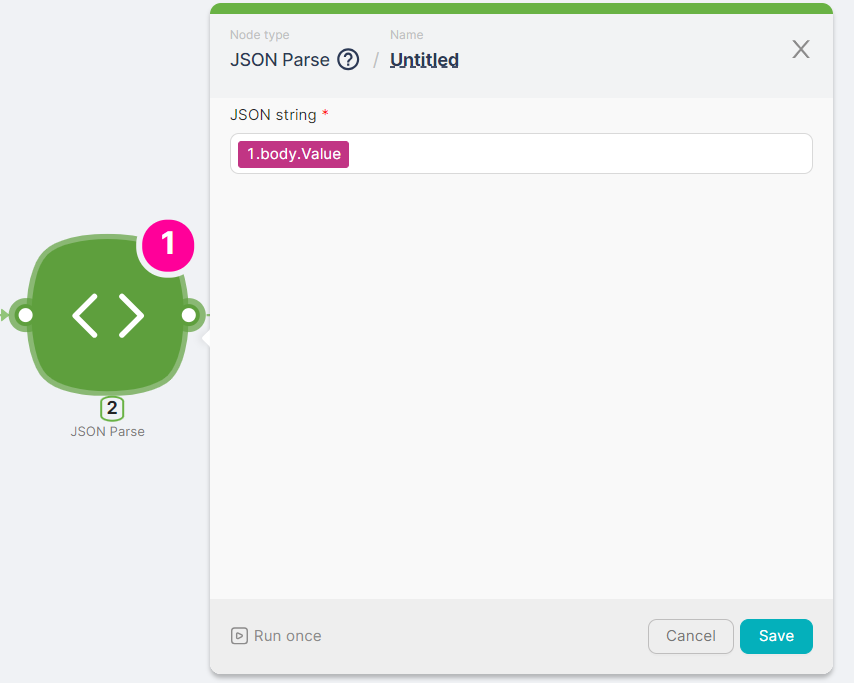 Node type
Name
JSON Parse ? / Untitled
JSON string *
1.body.Value
1
2
JSON Parse
Run once
Cancel
Save